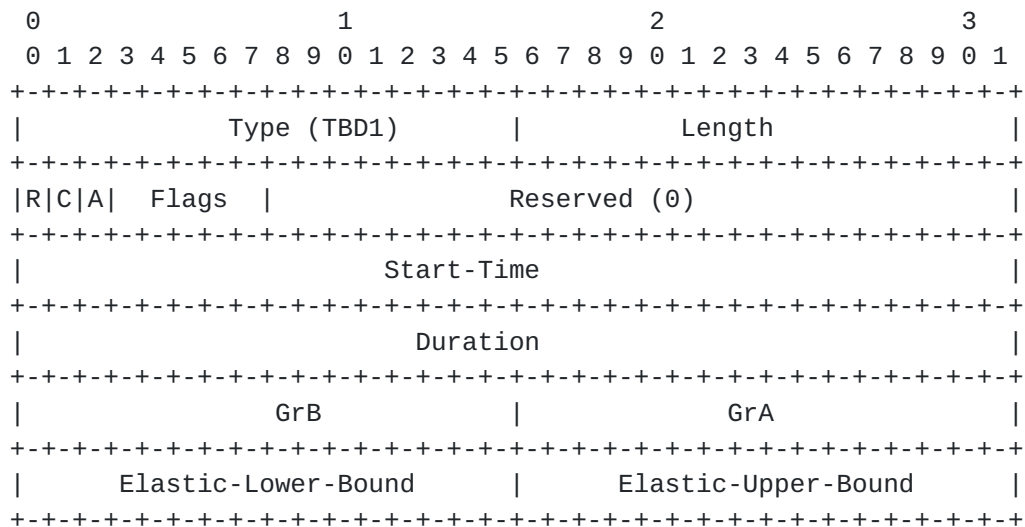 0                   1                   2                   3
 0 1 2 3 4 5 6 7 8 9 0 1 2 3 4 5 6 7 8 9 0 1 2 3 4 5 6 7 8 9 0 1
+-+-+-+-+-+-+-+-+-+-+-+-+-+-+-+-+-+-+-+-+-+-+-+-+-+-+-+-+-+-+-+-+
|             Type (TBD1)       |          Length               |
+-+-+-+-+-+-+-+-+-+-+-+-+-+-+-+-+-+-+-+-+-+-+-+-+-+-+-+-+-+-+-+-+
|R|C|A|  Flags  |               Reserved (0)                    |
+-+-+-+-+-+-+-+-+-+-+-+-+-+-+-+-+-+-+-+-+-+-+-+-+-+-+-+-+-+-+-+-+
|                       Start-Time                              |
+-+-+-+-+-+-+-+-+-+-+-+-+-+-+-+-+-+-+-+-+-+-+-+-+-+-+-+-+-+-+-+-+
|                         Duration                              |
+-+-+-+-+-+-+-+-+-+-+-+-+-+-+-+-+-+-+-+-+-+-+-+-+-+-+-+-+-+-+-+-+
|                GrB            |             GrA               |
+-+-+-+-+-+-+-+-+-+-+-+-+-+-+-+-+-+-+-+-+-+-+-+-+-+-+-+-+-+-+-+-+
|      Elastic-Lower-Bound      |      Elastic-Upper-Bound      |
+-+-+-+-+-+-+-+-+-+-+-+-+-+-+-+-+-+-+-+-+-+-+-+-+-+-+-+-+-+-+-+-+